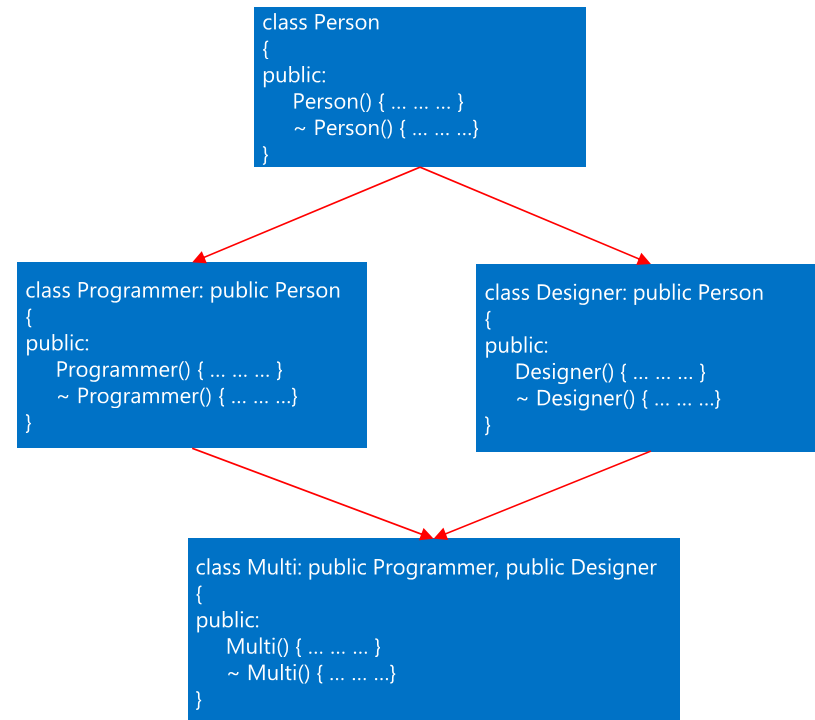 class Person
{
public:
Person() { ... ... ... }
~ Person() { ... ... ...}
}
class Programmer: public Person
{
public:
Programmer() { ... ... ... }
~ Programmer() { ... ... ...}
}
class Designer: public Person
{
public:
Designer() { ... ... ... }
~ Designer() { ... ... ...}
}
class Multi: public Programmer, public Designer
{
public:
Multi() { ... ... ... }
~ Multi() { ... ... ...}
}